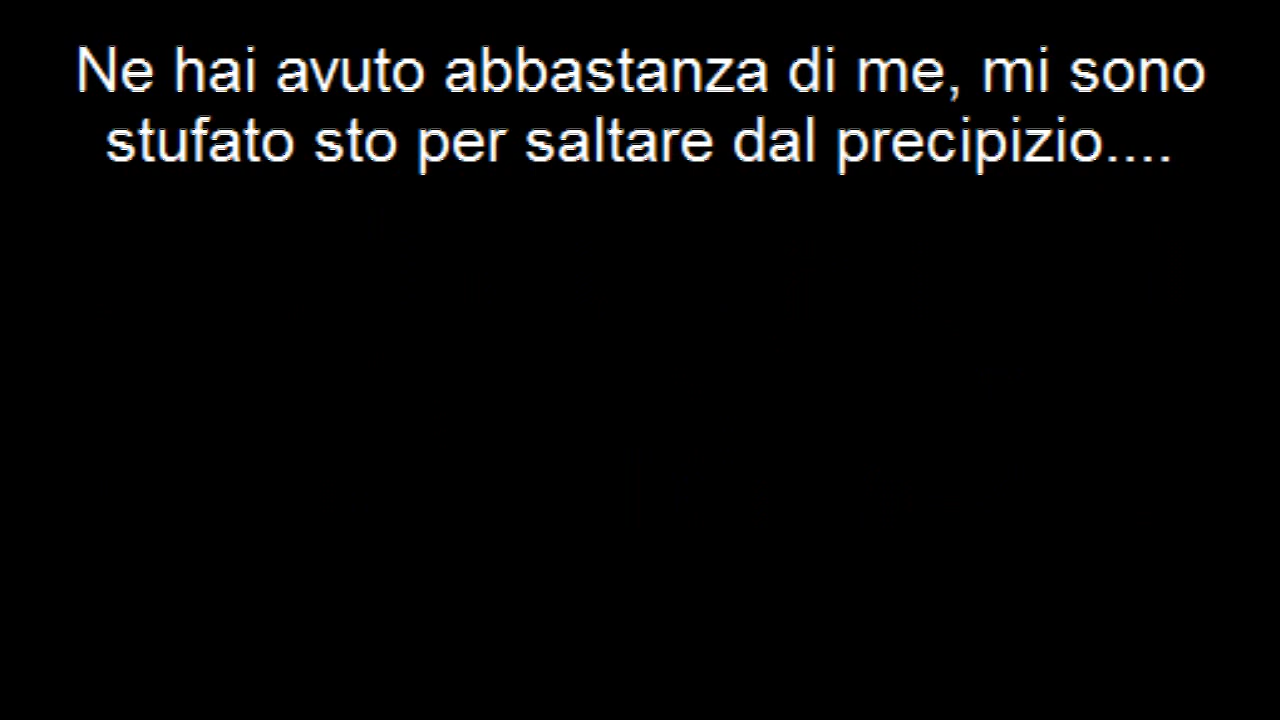 Ne hai avuto abbastanza di me, mi sono
stufato sto per saltare dal precipizio....